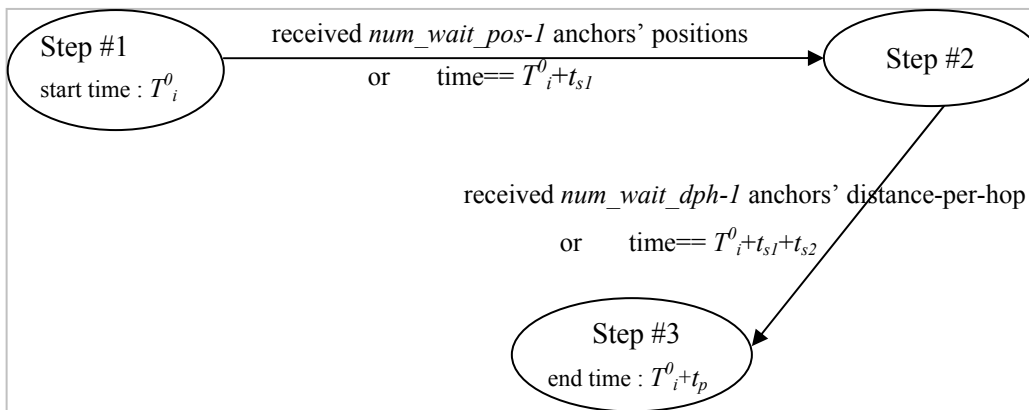 Step #1
start time : T⁰ᵢ
received num_wait_pos-1 anchors' positions
or time== T⁰ᵢ+tₛ₁
Step #2
received num_wait_dph-1 anchors' distance-per-hop
or time== T⁰ᵢ+tₛ₁+tₛ₂
Step #3
end time : T⁰ᵢ+tₚ